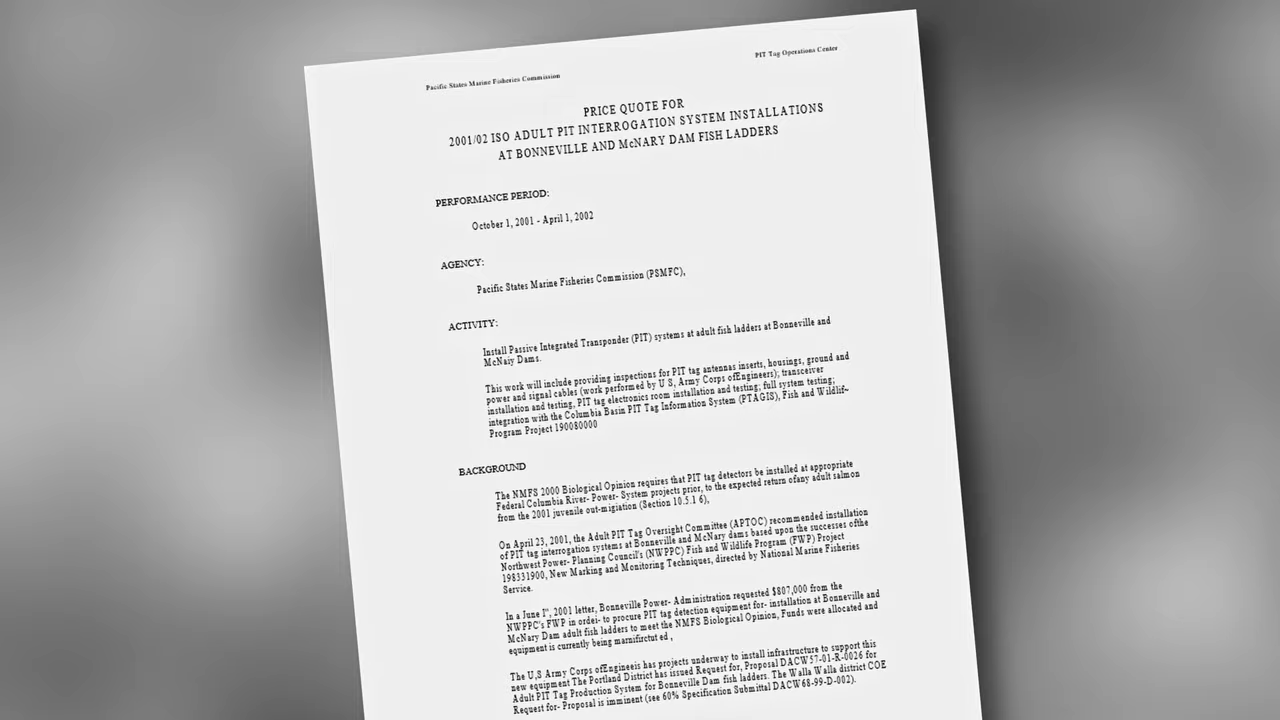 Pacific States Marine Fisheries Commission
PIT Tag Operations Center
PRICE QUOTE FOR
2001/02 ISO ADULT PIT INTERROGATION SYSTEM INSTALLATIONS
AT BONNEVILLE AND McNARY DAM FISH LADDERS
PERFORMANCE PERIOD:
October 1, 2001 - April 1, 2002
AGENCY:
Pacific States Marine Fisheries Commission (PSMFC),
ACTIVITY:
Install Passive Integrated Transponder (PIT) systems at adult fish ladders at Bonneville and
McNaiy Dams.
This work will include providing inspections for PIT tag antennas inserts, housings, ground and
power and signal cables (work performed by U S, Army Corps ofEngineers); transceiver
installation and testing, PIT tag electronics room installation and testing; full system testing;
integration with the Columbia Basin PIT Tag Information System (PTAGIS), Fish and Wildlif~
Program Project 190080000
BACKGROUND
The NMFS 2000 Biological Opinion requires that PIT tag detectors be installed at appropriate
Federal Columbia River- Power- System projects prior, to the expected return ofany adult salmon
from the 2001 juvenile out-migiation (Section 10.5.1 6),
On April 23, 2001, the Adult PIT Tag Oversight Committee (APTOC) recommended installation
of PIT tag interrogation systems at Bonneville and McNary dams based upon the successes ofthe
Northwest Power- Planning Council's (NWPPC) Fish and Wildlife Program (FWP) Project
198331900, New Marking and Monitoring Techniques, directed by National Marine Fisheries
Service.
In a June 1", 2001 letter, Bonneville Power- Administration requested $807,000 from the
NWPPC's FWP in ordei- to procure PIT tag detection equipment for- installation at Bonneville and
McNary Dam adult fish ladders to meet the NMFS Biological Opinion, Funds were allocated and
equipment is currently being marnifirctut ed ,
The U,S Army Corps ofEngineeis has projects underway to install infrastructure to support this
new equipment The Portland District has issued Request for, Proposal DACW57-01-R-0026 for
Adult PIT Tag Production System for Bonneville Dam fish ladders. The Walla Walla district COE
Request for- Proposal is imminent (see 60% Specification Submittal DACW68-99-D-002).